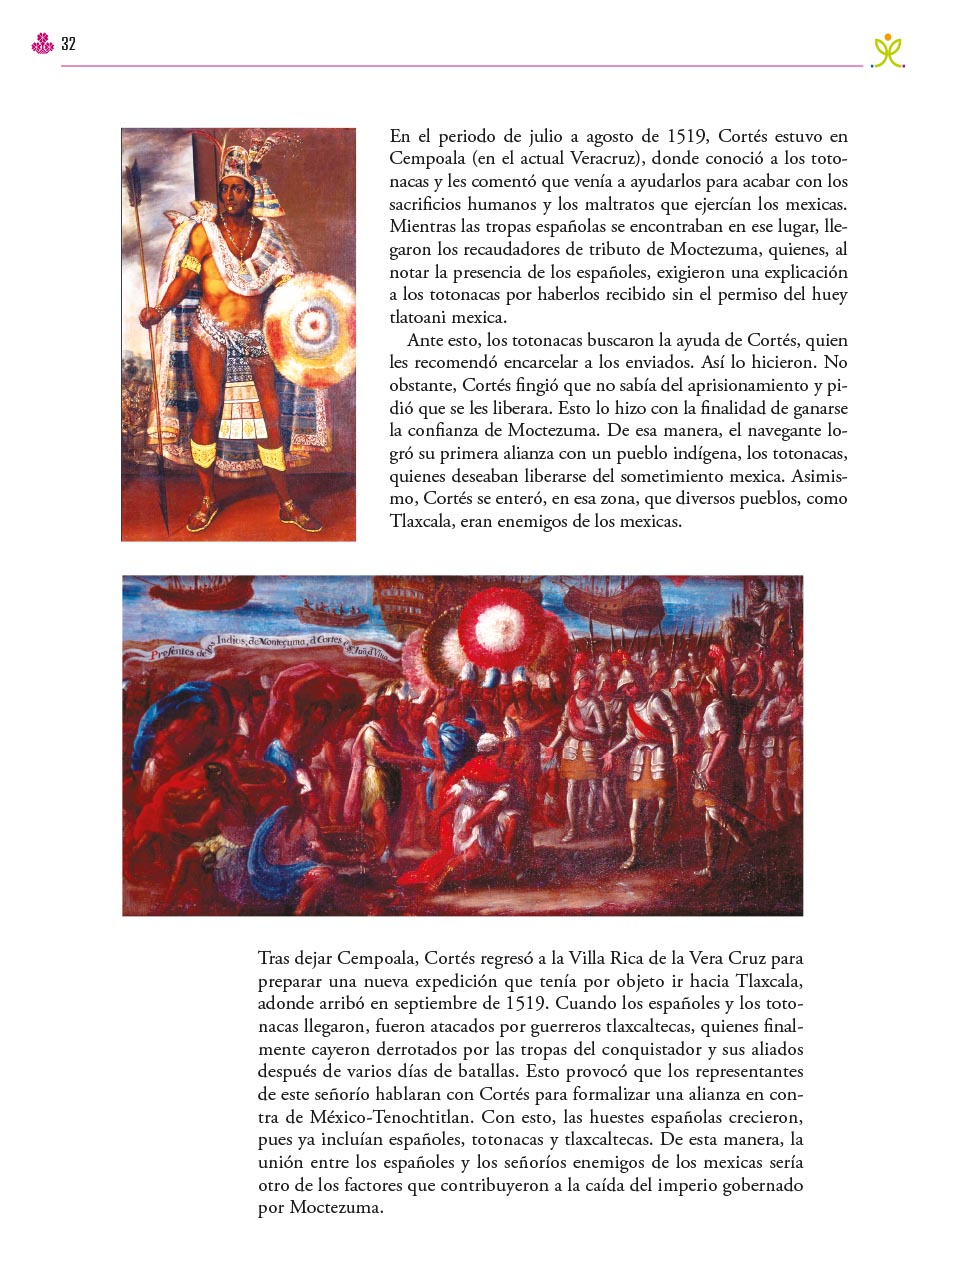 32
En el periodo de julio a agosto de 1519, Cortés estuvo en
Cempoala (en el actual Veracruz), donde conoció a los toto-
nacas y les comentó que venía a ayudarlos para acabar con los
sacrificios humanos y los maltratos que ejercían los mexicas.
Mientras las tropas españolas se encontraban en ese lugar, lle-
garon los recaudadores de tributo de Moctezuma, quienes, al
notar la presencia de los españoles, exigieron una explicación
a los totonacas por haberlos recibido sin el permiso del huey
tlatoani mexica.
Ante esto, los totonacas buscaron la ayuda de Cortés, quien
les recomendó encarcelar a los enviados. Así lo hicieron. No
obstante, Cortés fingió que no sabía del aprisionamiento y pi-
dió que se les liberara. Esto lo hizo con la finalidad de ganarse
la confianza de Moctezuma. De esa manera, el navegante lo-
gró su primera alianza con un pueblo indígena, los totonacas,
quienes deseaban liberarse del sometimiento mexica. Asimis-
mo, Cortés se enteró, en esa zona, que diversos pueblos, como
Tlaxcala, eran enemigos de los mexicas.
Presentes de los Indios, de Montecuma, d Cortes
Tras dejar Cempoala, Cortés regresó a la Villa Rica de la Vera Cruz para
preparar una nueva expedición que tenía por objeto ir hacia Tlaxcala,
adonde arribó en septiembre de 1519. Cuando los españoles y los toto-
nacas llegaron, fueron atacados por guerreros tlaxcaltecas, quienes final-
mente cayeron derrotados por las tropas del conquistador y sus aliados
después de varios días de batallas. Esto provocó que los representantes
de este señorío hablaran con Cortés para formalizar una alianza en con-
tra de México-Tenochtitlan. Con esto, las huestes españolas crecieron,
pues ya incluían españoles, totonacas y tlaxcaltecas. De esta manera, la
unión entre los españoles y los señoríos enemigos de los mexicas sería
otro de los factores que contribuyeron a la caída del imperio gobernado
por Moctezuma.